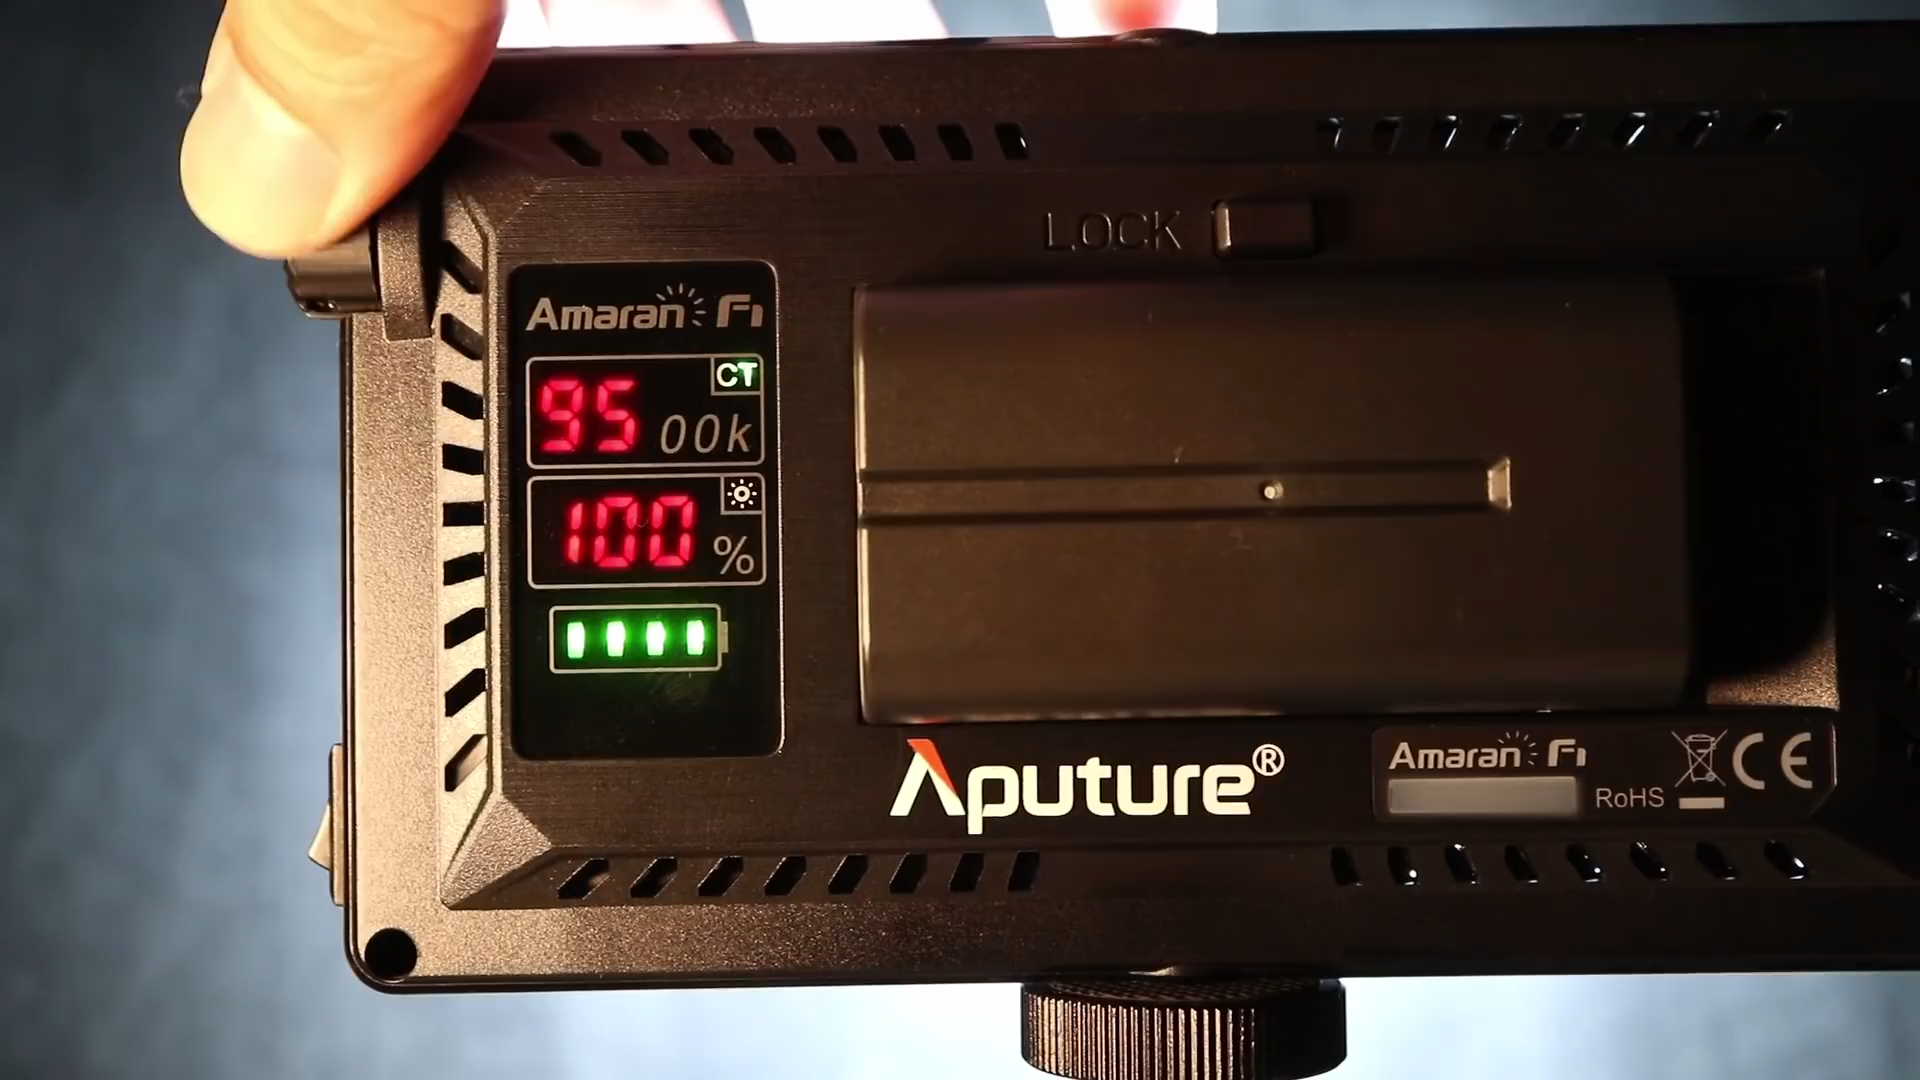 LOCK
Amaran F1
CT
95 00k
100 %
Aputure®
Amaran F1
RoHS CE